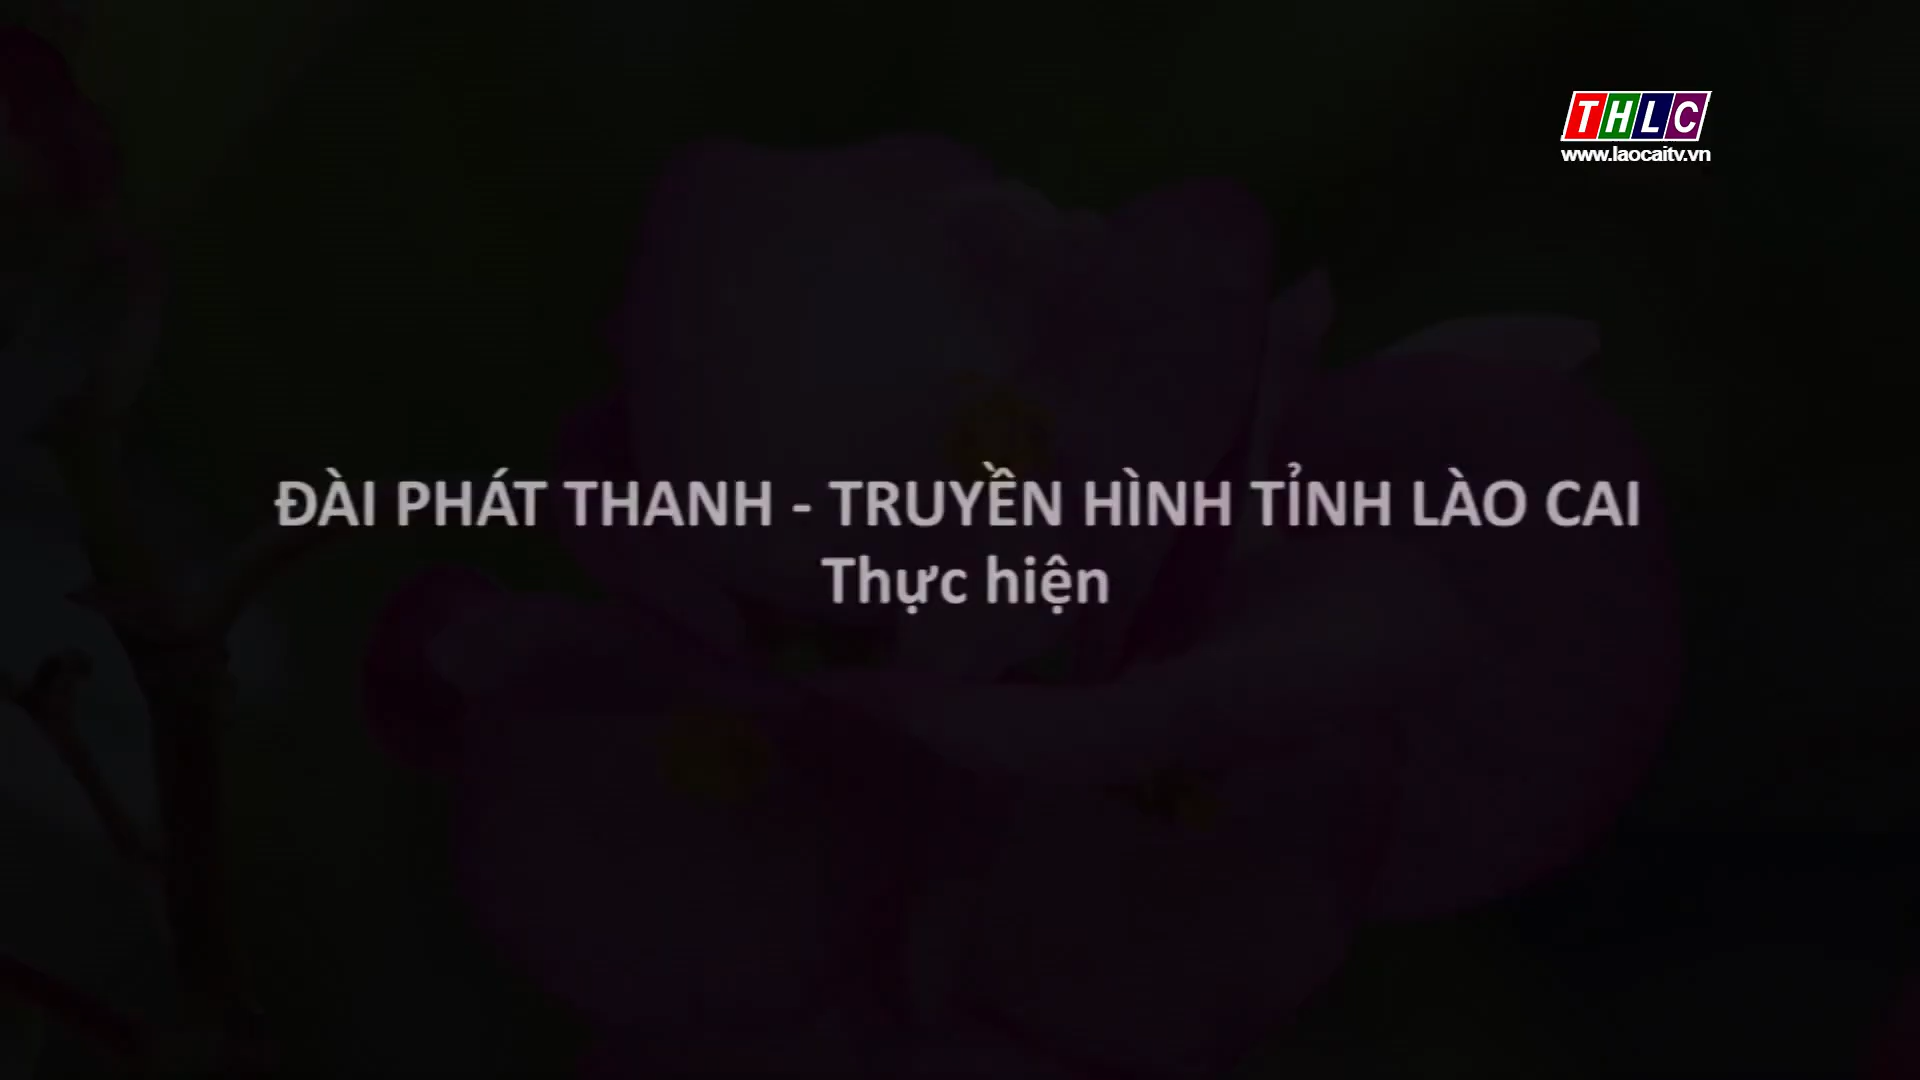 THLC
www.laocaitv.vn
ĐÀI PHÁT THANH - TRUYỀN HÌNH TỈNH LÀO CAI
Thực hiện